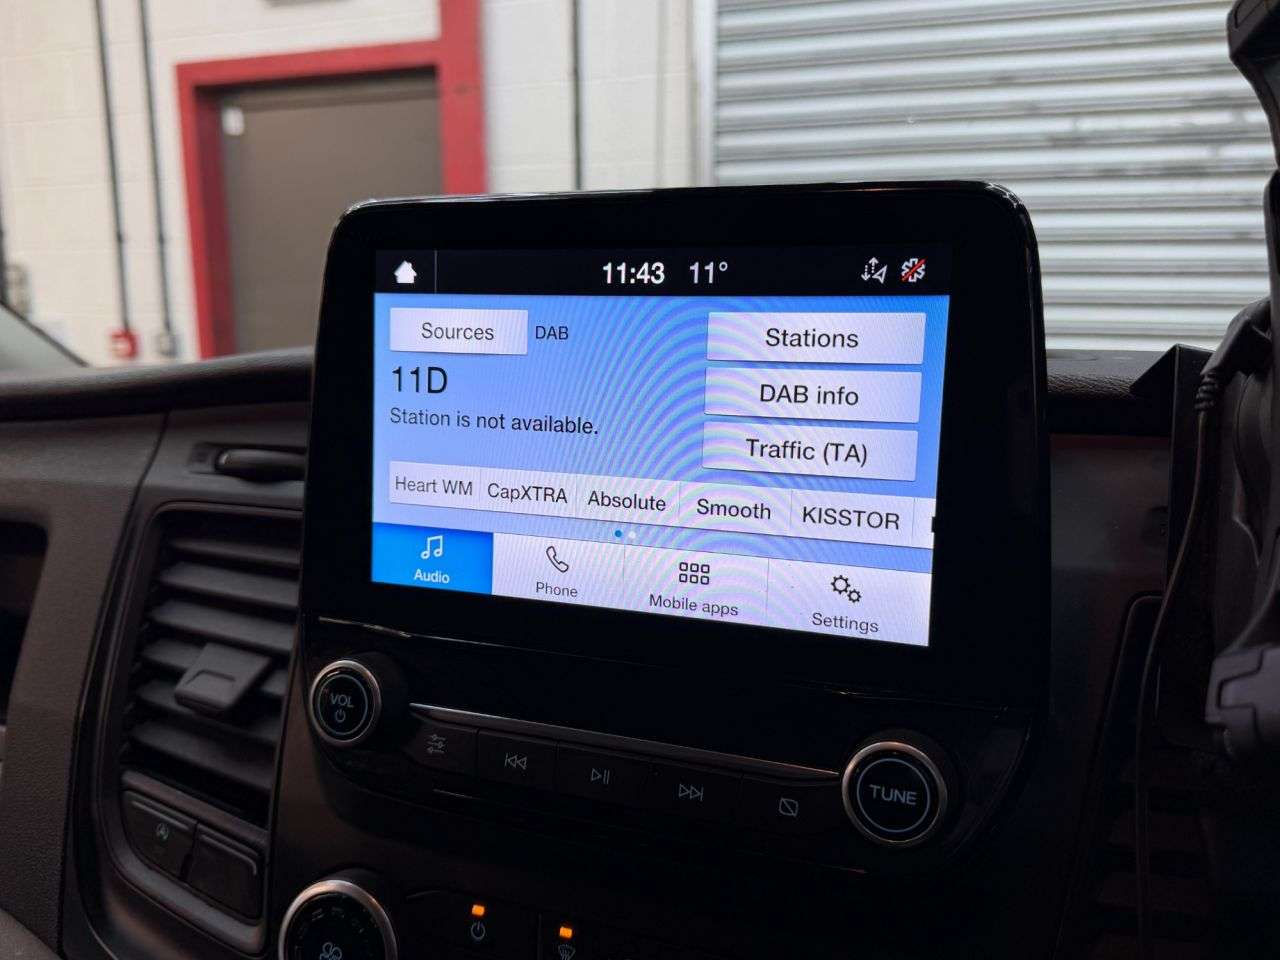 11:43 11°
Sources DAB Stations
11D
DAB info
Station is not available.
Traffic (TA)
Heart WM CapXTRA Absolute Smooth KISSTOR
Audio Phone Mobile apps Settings
VOL
TUNE